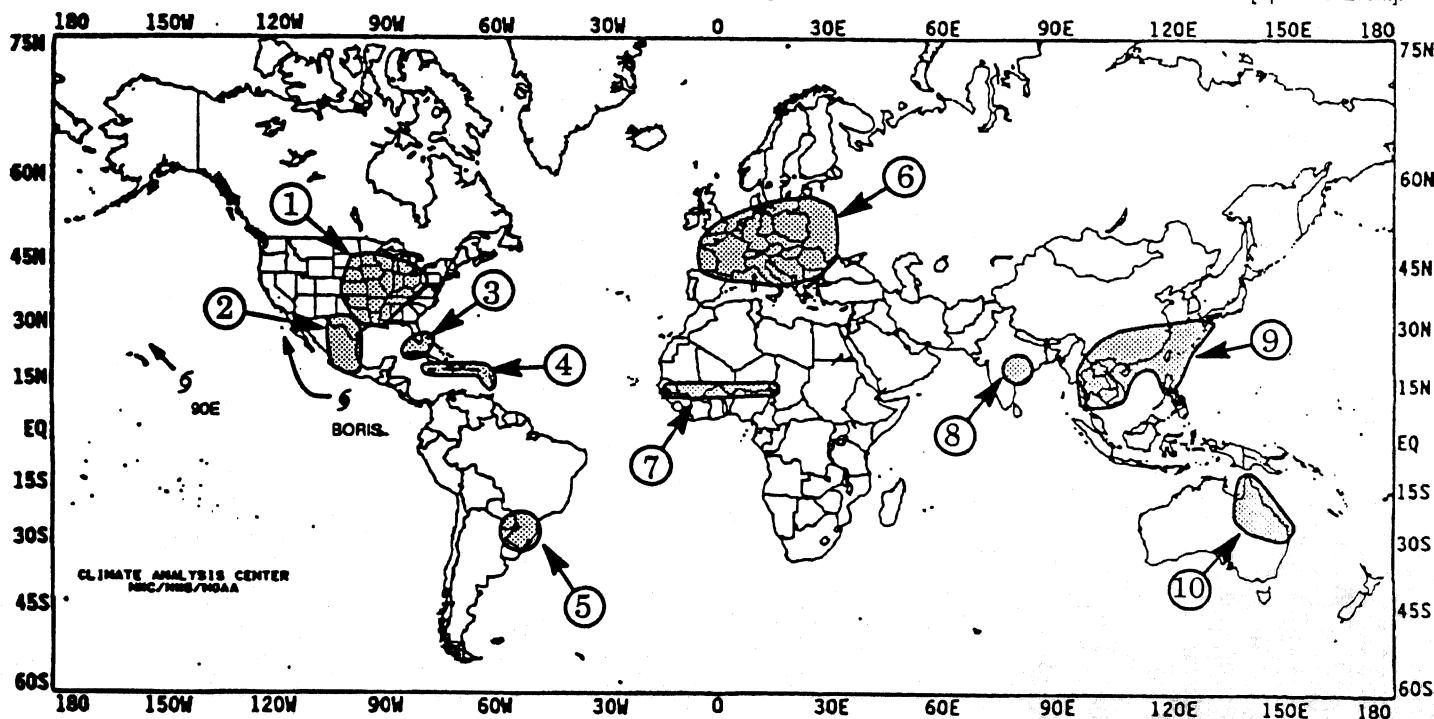 180 150W 120W 90W 60W 30W 0 30E 60E 90E 120E 150E 180
75N 75N
60N 60N
45N 45N
30N 30N
15N 15N
EQ EQ
15S 15S
30S 30S
45S 45S
60S 60S
1
2
3
4
5
6
7
8
9
10
90E
BORIS
CLIMATE ANALYSIS CENTER
NMC/NWS/NOAA
180 150W 120W 90W 60W 30W 0 30E 60E 90E 120E 150E 180